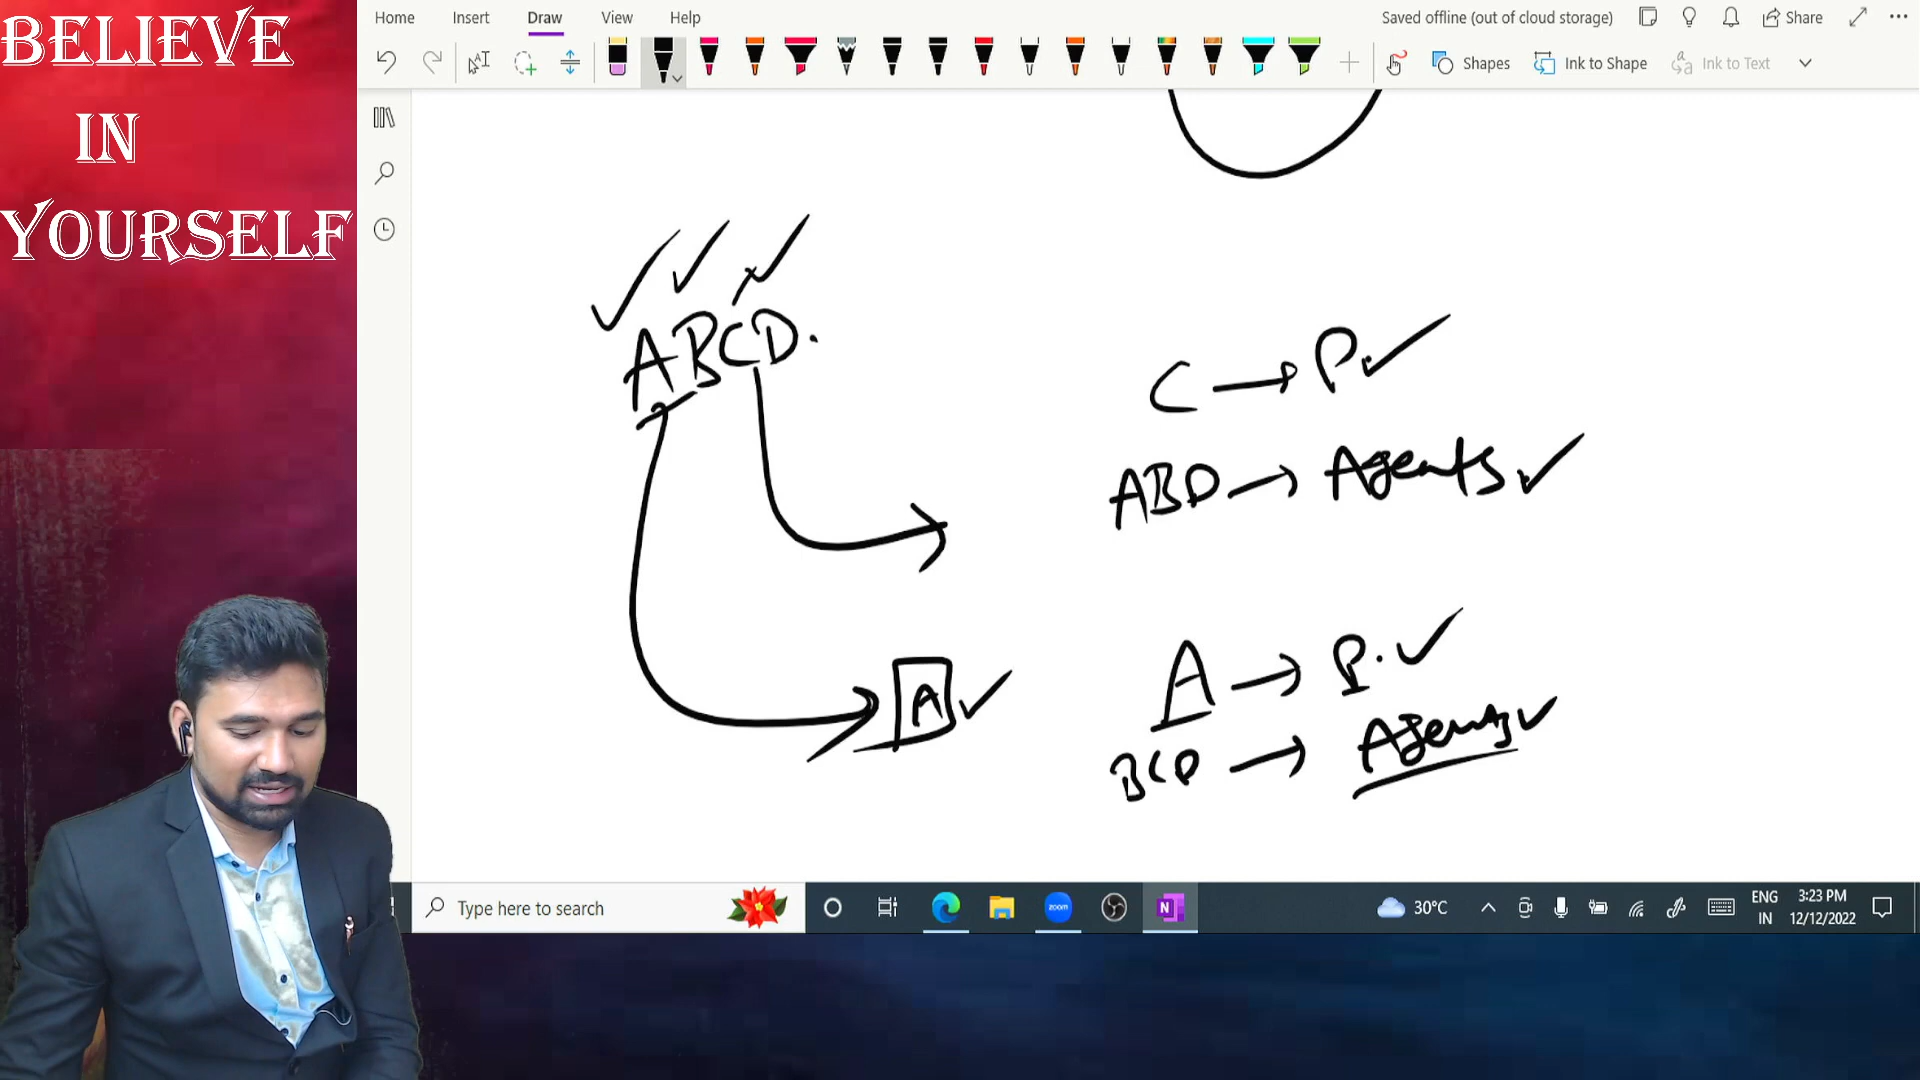 BELIEVE
IN
YOURSELF
Home Insert Draw View Help
Saved offline (out of cloud storage) Share
Shapes Ink to Shape Ink to Text
ABCD.
C → P
ABD → Agents
A
A → P.
BCD → Agents
Type here to search
zoom
N
30°C
ENG
IN
3:23 PM
12/12/2022